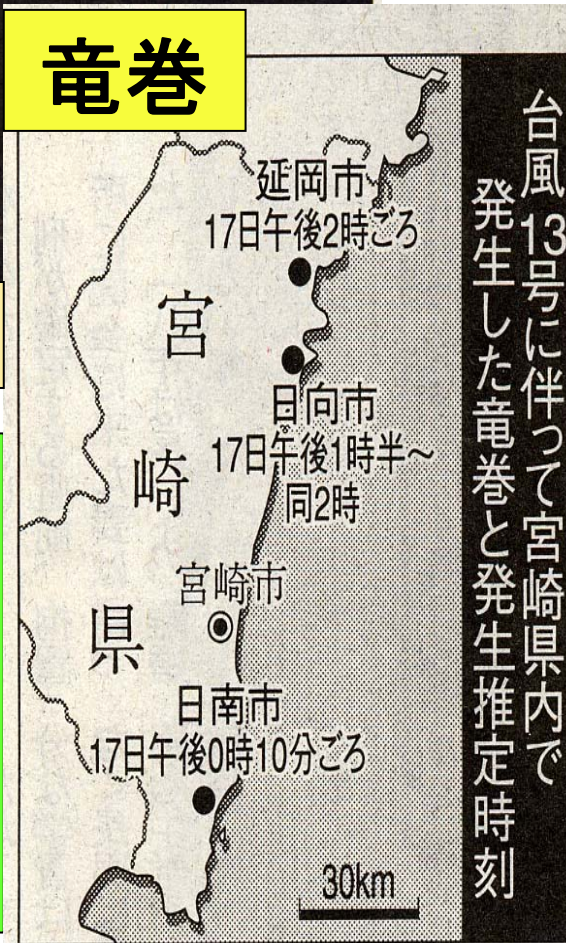 竜巻
台風13号に伴って宮崎県内で
発生した竜巻と発生推定時刻
延岡市
17日午後2時ごろ
宮崎県
日向市
17日午後1時半～
同2時
宮崎市
日南市
17日午後0時10分ごろ
30km